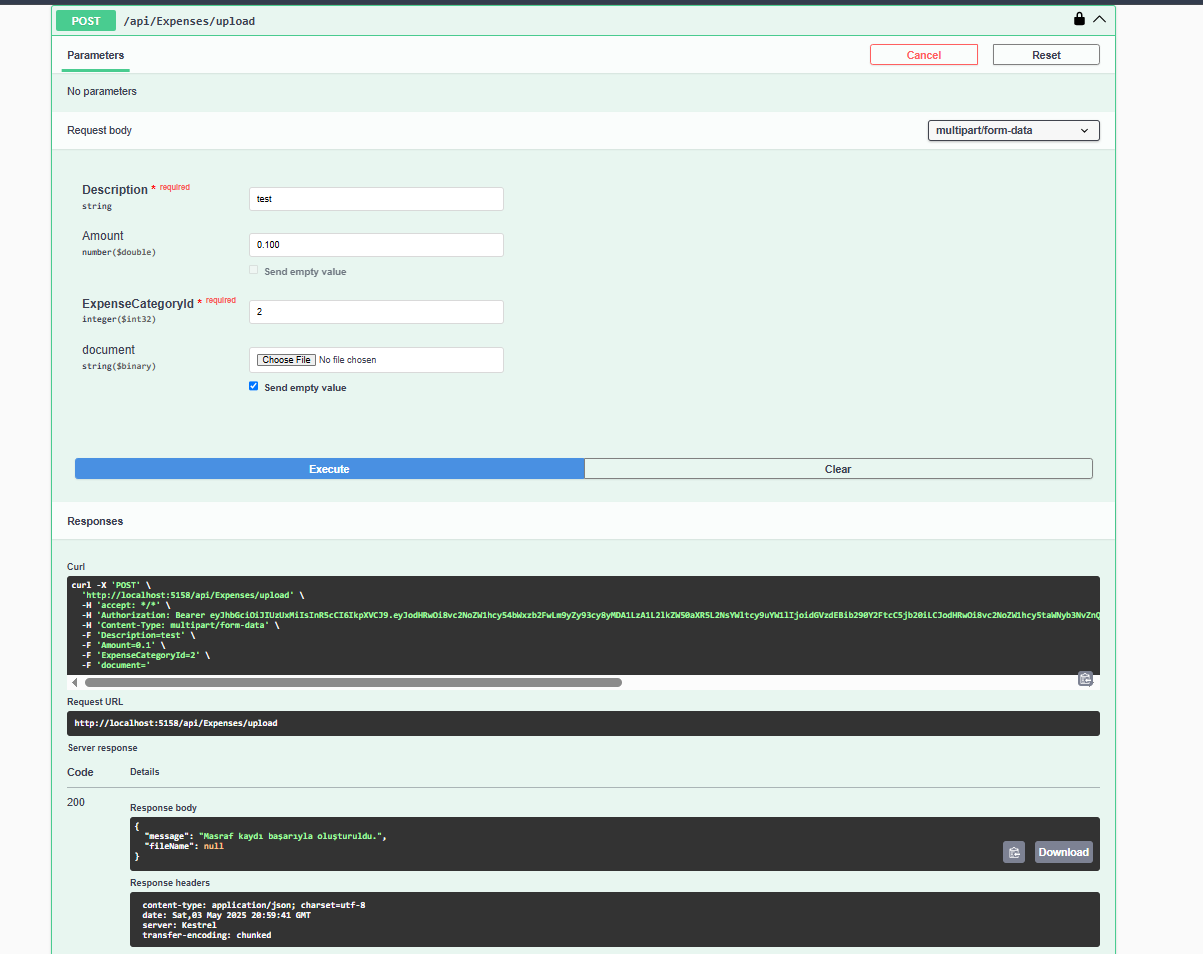 POST /api/Expenses/upload
Parameters
Cancel
Reset
No parameters
Request body
multipart/form-data
Description * required
string
test
Amount
number($double)
0.100
Send empty value
ExpenseCategoryId * required
integer($int32)
2
document
string($binary)
Choose File No file chosen
Send empty value
Execute
Clear
Responses
Curl
curl -X 'POST' \
'http://localhost:5158/api/Expenses/upload' \
-H 'accept: */*' \
-H 'Authorization: Bearer
-H 'Content-Type: multipart/form-data' \
-F 'Description=test' \
-F 'Amount=0.1' \
-F 'ExpenseCategoryId=2' \
-F 'document='
Request URL
http://localhost:5158/api/Expenses/upload
Server response
Code Details
200
Response body
{
"message": "Masraf kaydı başarıyla oluşturuldu.",
"fileName": null
}
Download
Response headers
content-type: application/json; charset=utf-8
date: Sat,03 May 2025 20:59:41 GMT
server: Kestrel
transfer-encoding: chunked